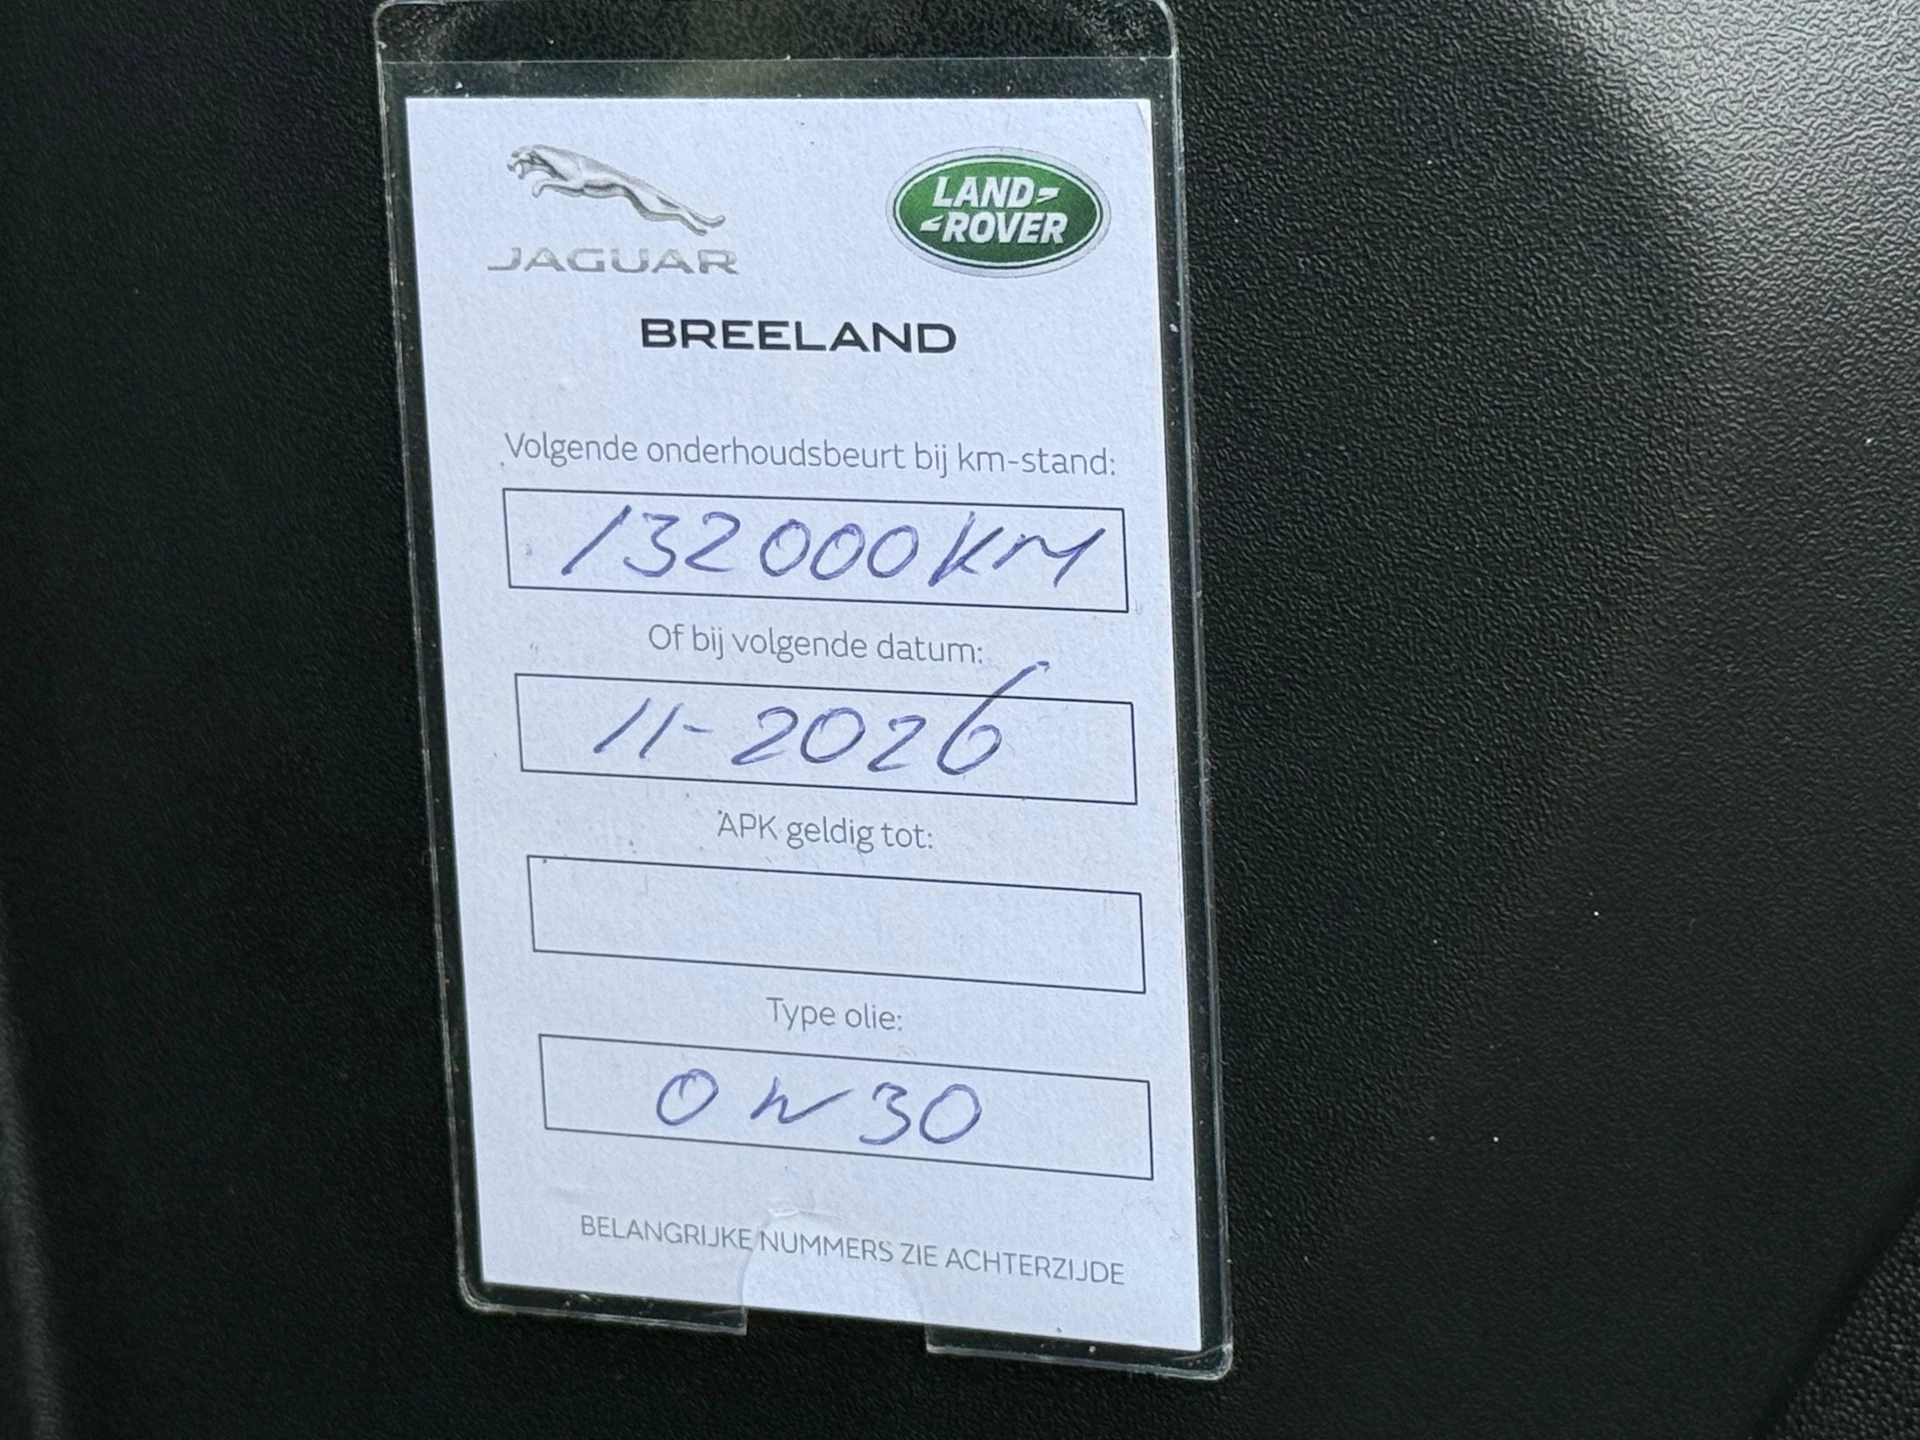 JAGUAR
LAND-
-ROVER
BREELAND
Volgende onderhoudsbeurt bij km-stand:
132000KM
Of bij volgende datum:
11-2026
APK geldig tot:
Type olie:
0W30
BELANGRIJKE NUMMERS ZIE ACHTERZIJDE